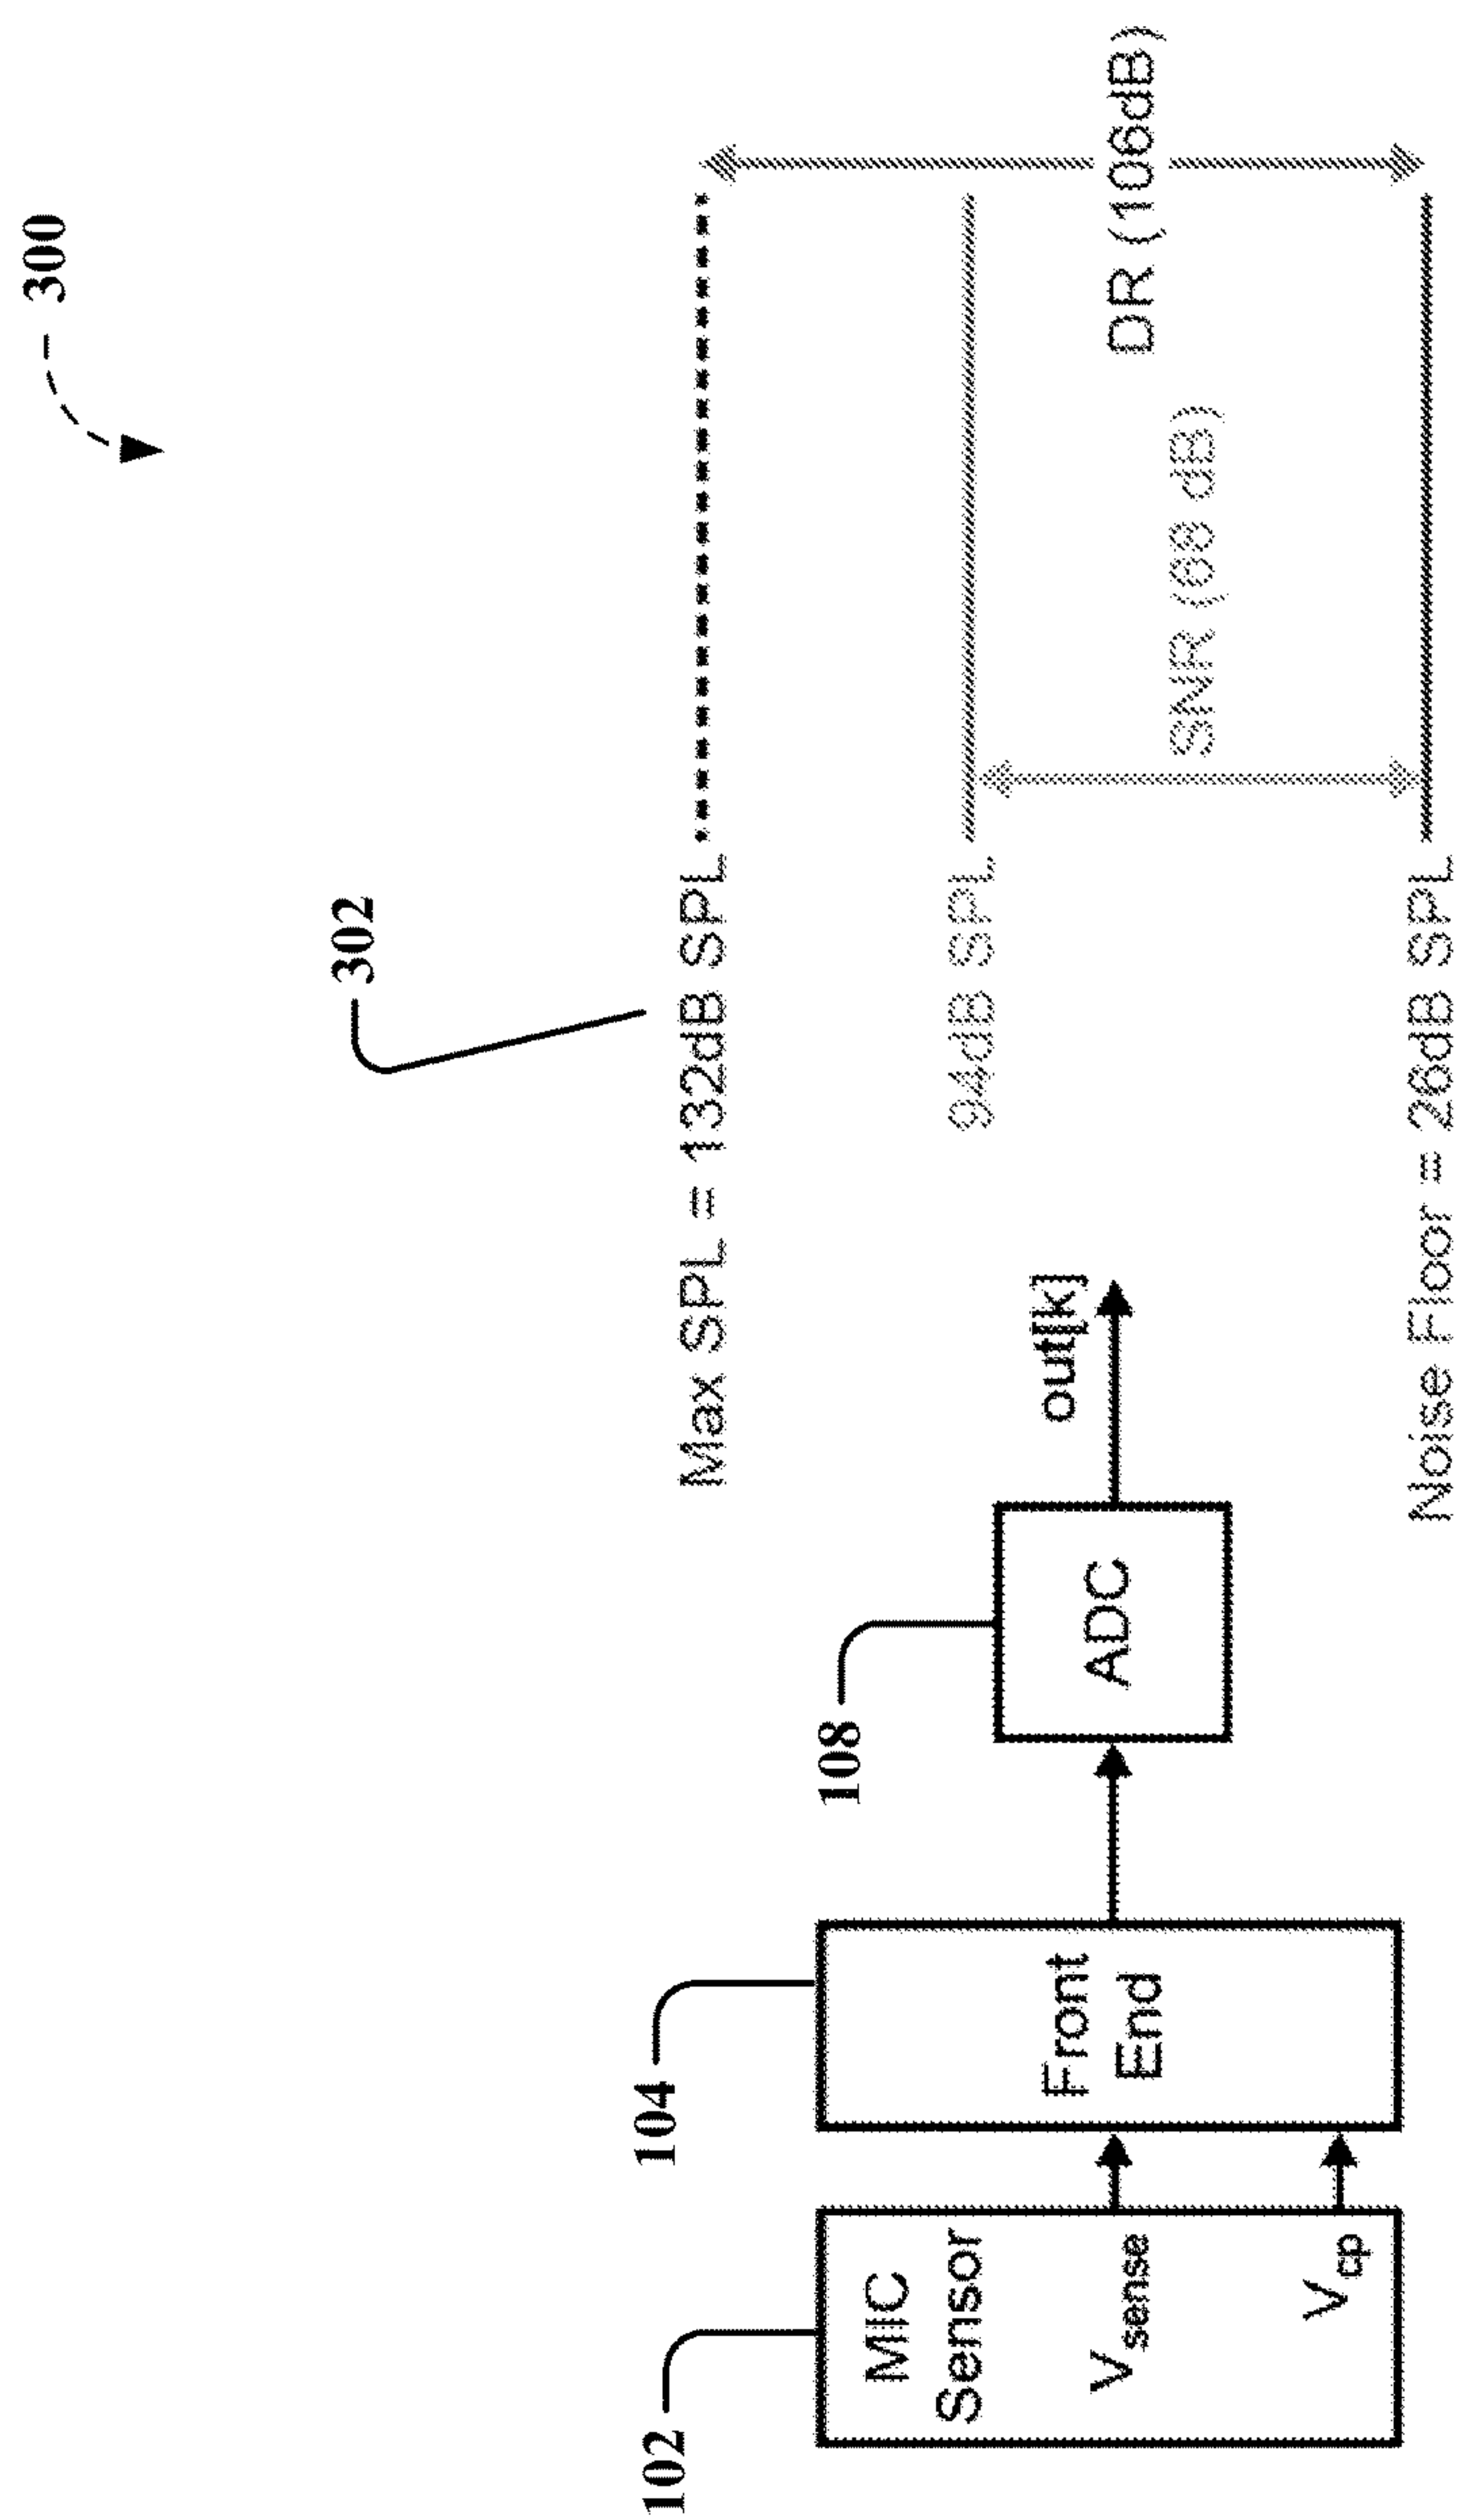 300
302
Max SPL = 132dB SPL
94dB SPL
SNR (68 dB)
DR (106dB)
Noise Floor = 26dB SPL
102
104
108
MIC
Sensor
Vsense
Vcp
Front
End
ADC
out[k]